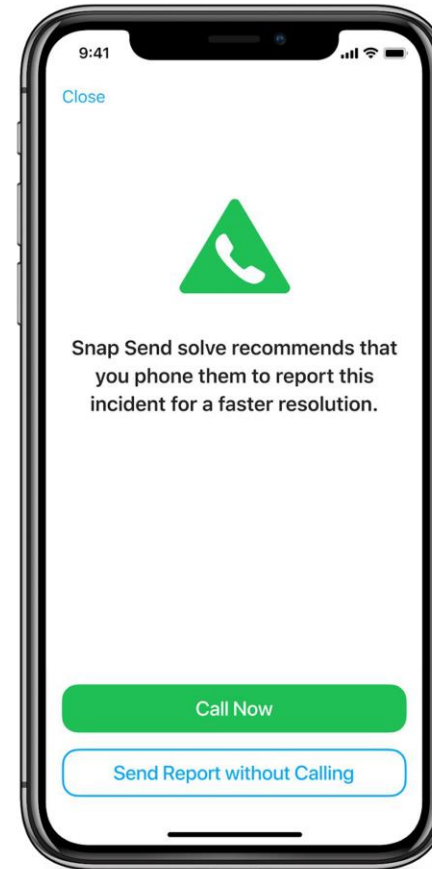 9:41
Close
Snap Send solve recommends that
you phone them to report this
incident for a faster resolution.
Call Now
Send Report without Calling